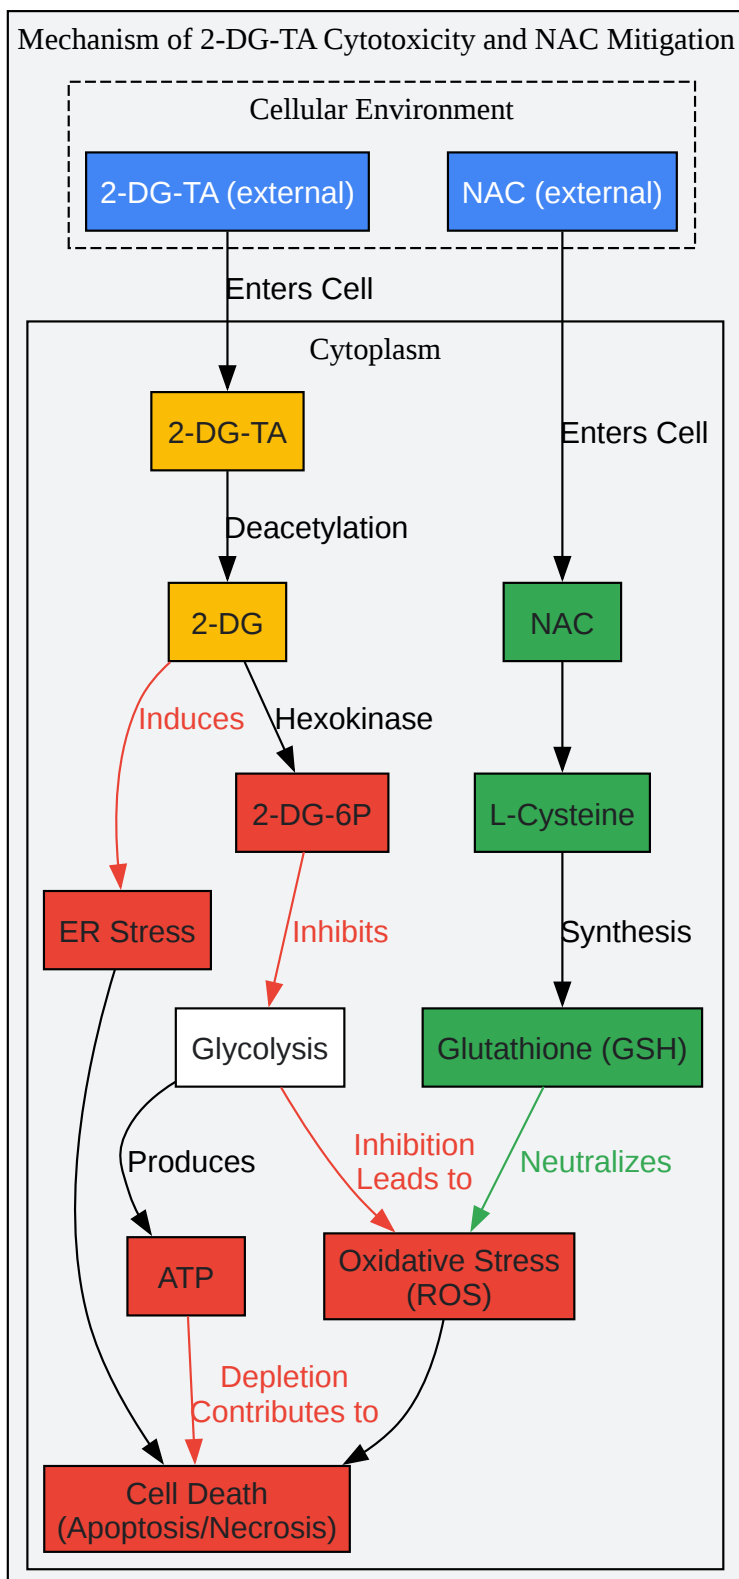 Mechanism of 2-DG-TA Cytotoxicity and NAC Mitigation
Cellular Environment
2-DG-TA (external)
NAC (external)
Enters Cell
Cytoplasm
2-DG-TA
Enters Cell
Deacetylation
2-DG
NAC
Induces
Hexokinase
2-DG-6P
L-Cysteine
ER Stress
Inhibits
Synthesis
Glycolysis
Glutathione (GSH)
Produces
Inhibition
Leads to
Neutralizes
ATP
Oxidative Stress
(ROS)
Depletion
Contributes to
Cell Death
(Apoptosis/Necrosis)